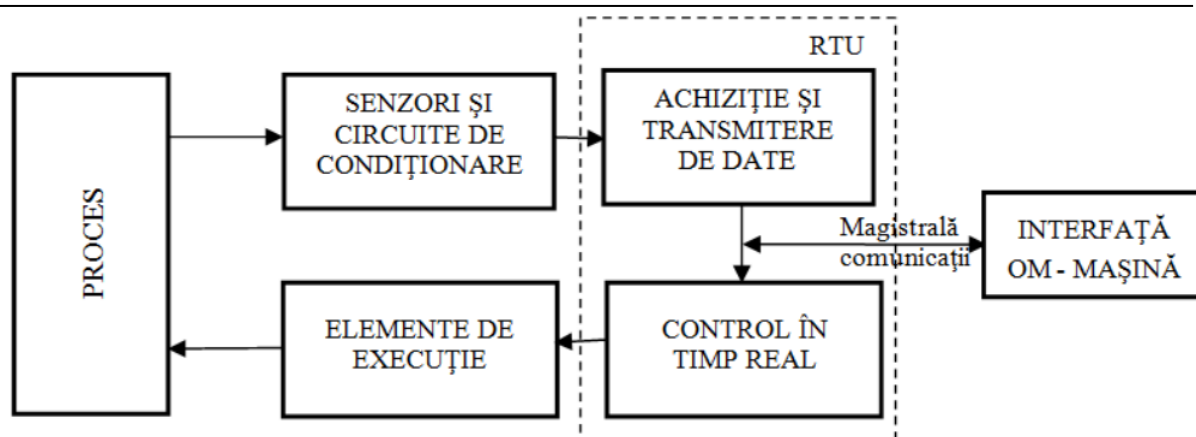 RTU
PROCES
SENZORI ŞI
CIRCUITE DE
CONDIŢIONARE
ACHIZIŢIE ŞI
TRANSMITERE
DE DATE
Magistrală
comunicaţii
INTERFAŢĂ
OM - MAŞINĂ
ELEMENTE DE
EXECUŢIE
CONTROL ÎN
TIMP REAL